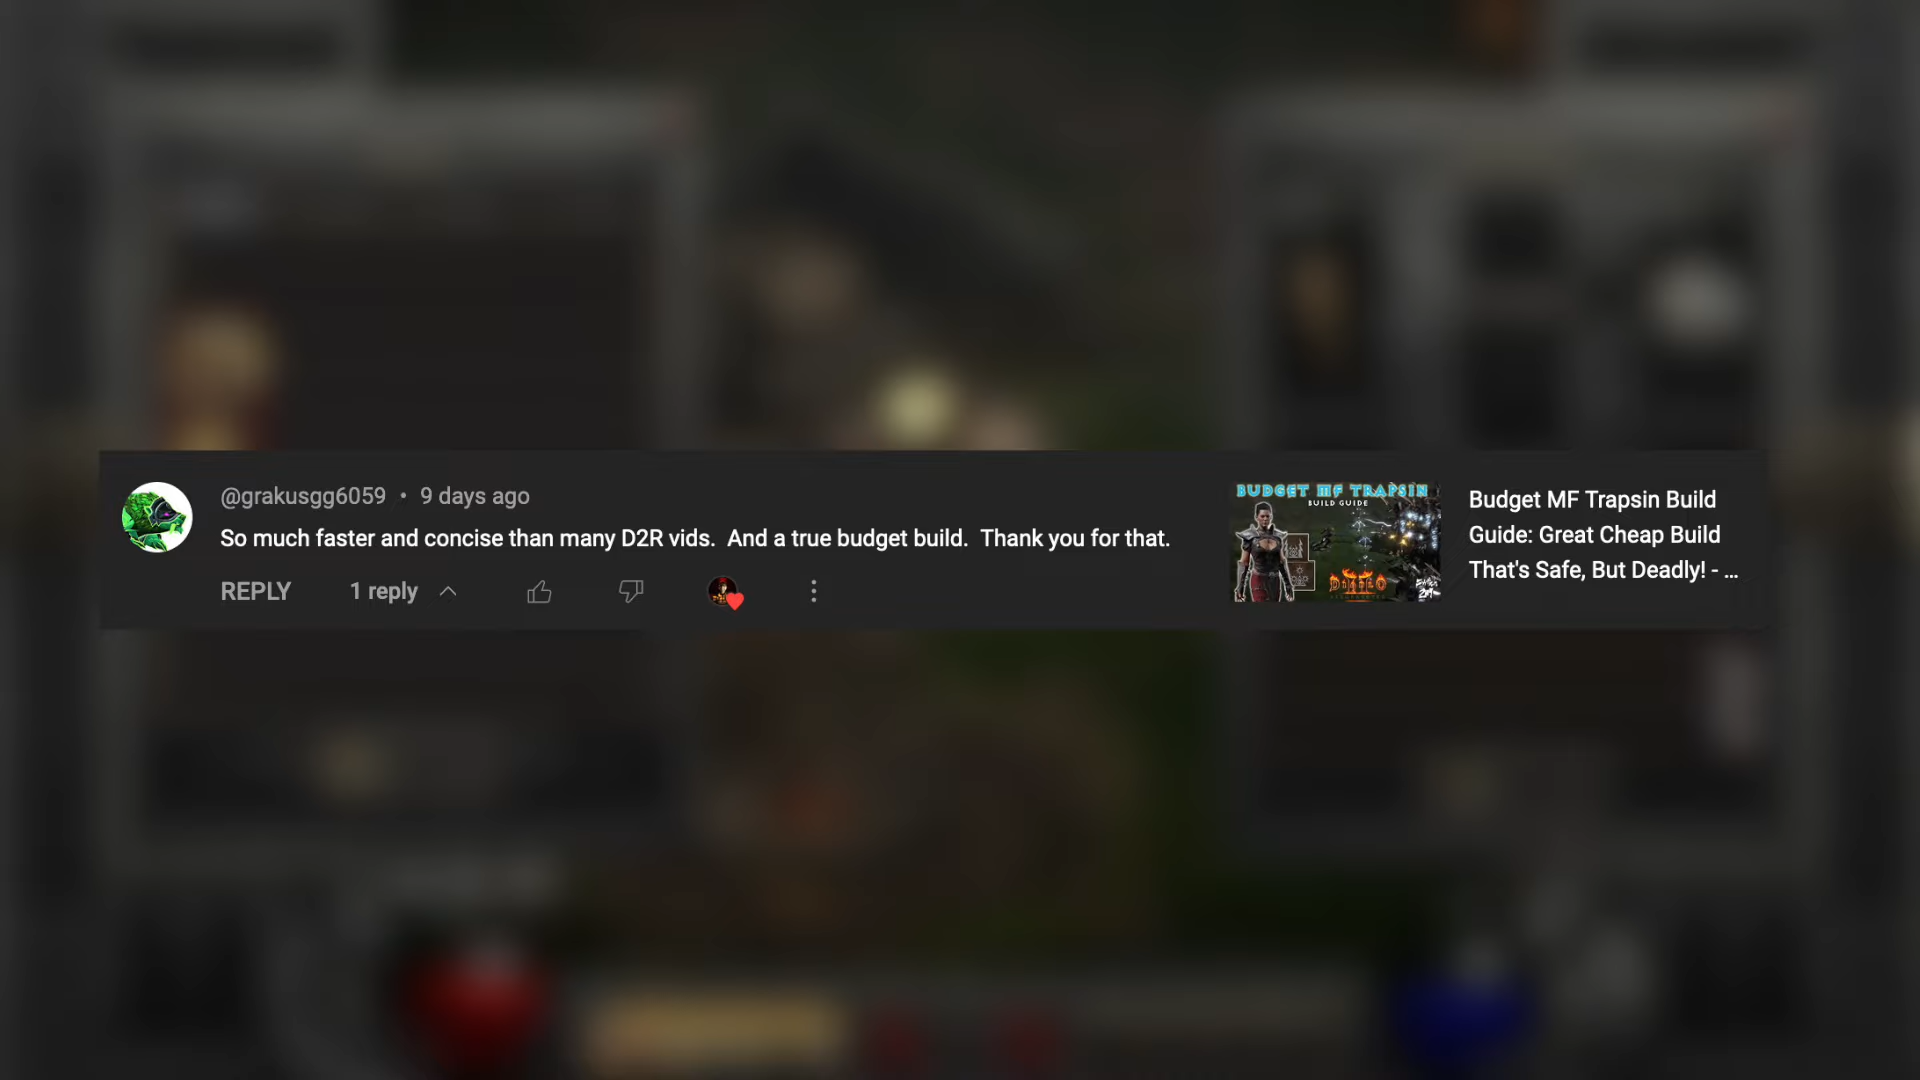 @grakusgg6059 • 9 days ago
So much faster and concise than many D2R vids.  And a true budget build.  Thank you for that.
REPLY
1 reply
BUDGET MF TRAPSIN
BUILD GUIDE
DIABLO
II
Budget MF Trapsin Build
Guide: Great Cheap Build
That's Safe, But Deadly! - ...